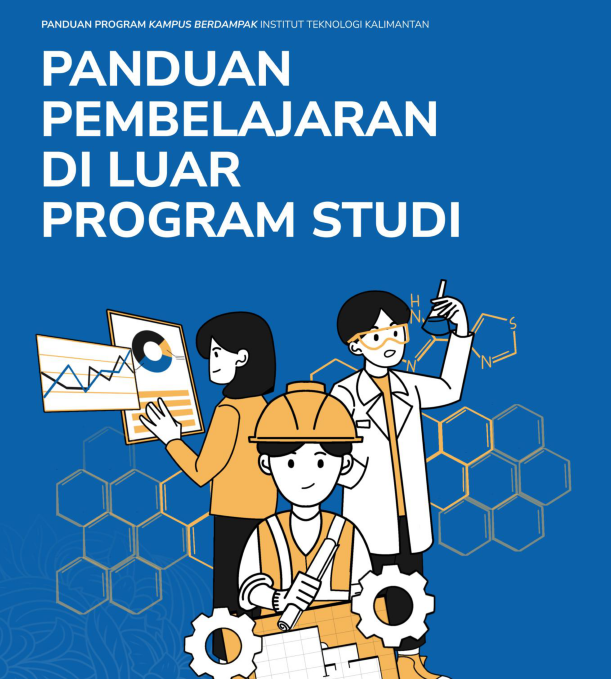 PANDUAN PROGRAM KAMPUS BERDAMPAK INSTITUT TEKNOLOGI KALIMANTAN
PANDUAN
PEMBELAJARAN
DI LUAR
PROGRAM STUDI
H
N
S
N
N
F